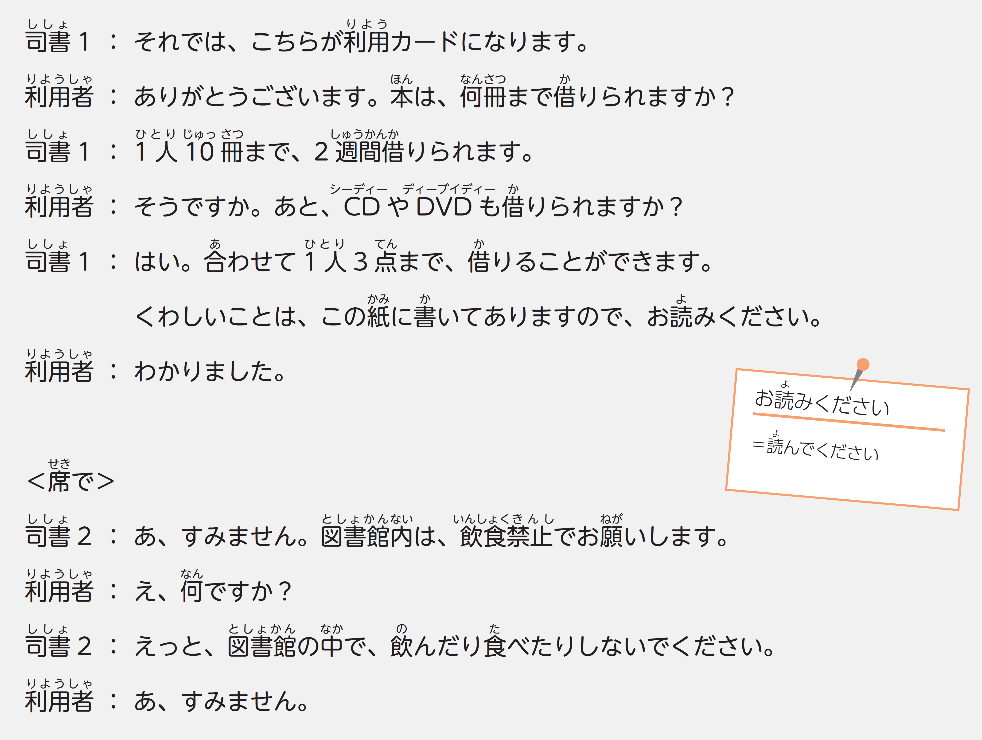 司書1：それでは、こちらが利用カードになります。
利用者：ありがとうございます。本は、何冊まで借りられますか？
司書1：1人10冊まで、2週間借りられます。
利用者：そうですか。あと、CDやDVDも借りられますか？
司書1：はい。合わせて1人3点まで、借りることができます。
くわしいことは、この紙に書いてありますので、お読みください。
利用者：わかりました。
お読みください
＝読んでください
＜席で＞
司書2：あ、すみません。図書館内は、飲食禁止でお願いします。
利用者：え、何ですか？
司書2：えっと、図書館の中で、飲んだり食べたりしないでください。
利用者：あ、すみません。